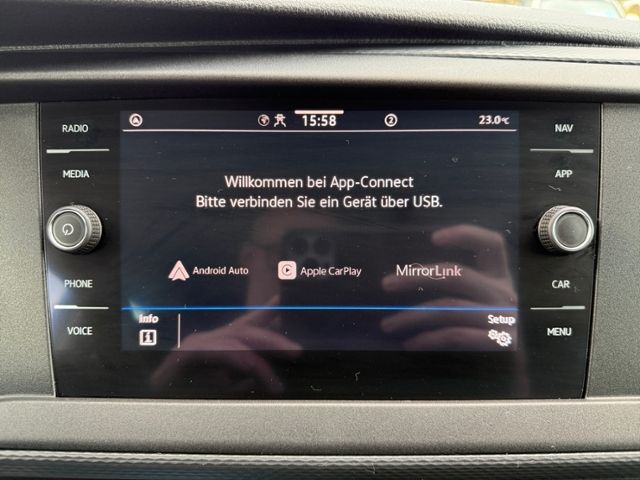 RADIO
MEDIA
PHONE
VOICE
15:58
2
23.0°C
Willkommen bei App-Connect
Bitte verbinden Sie ein Gerät über USB.
Android Auto
Apple CarPlay
MirrorLink
Info
Setup
NAV
APP
CAR
MENU